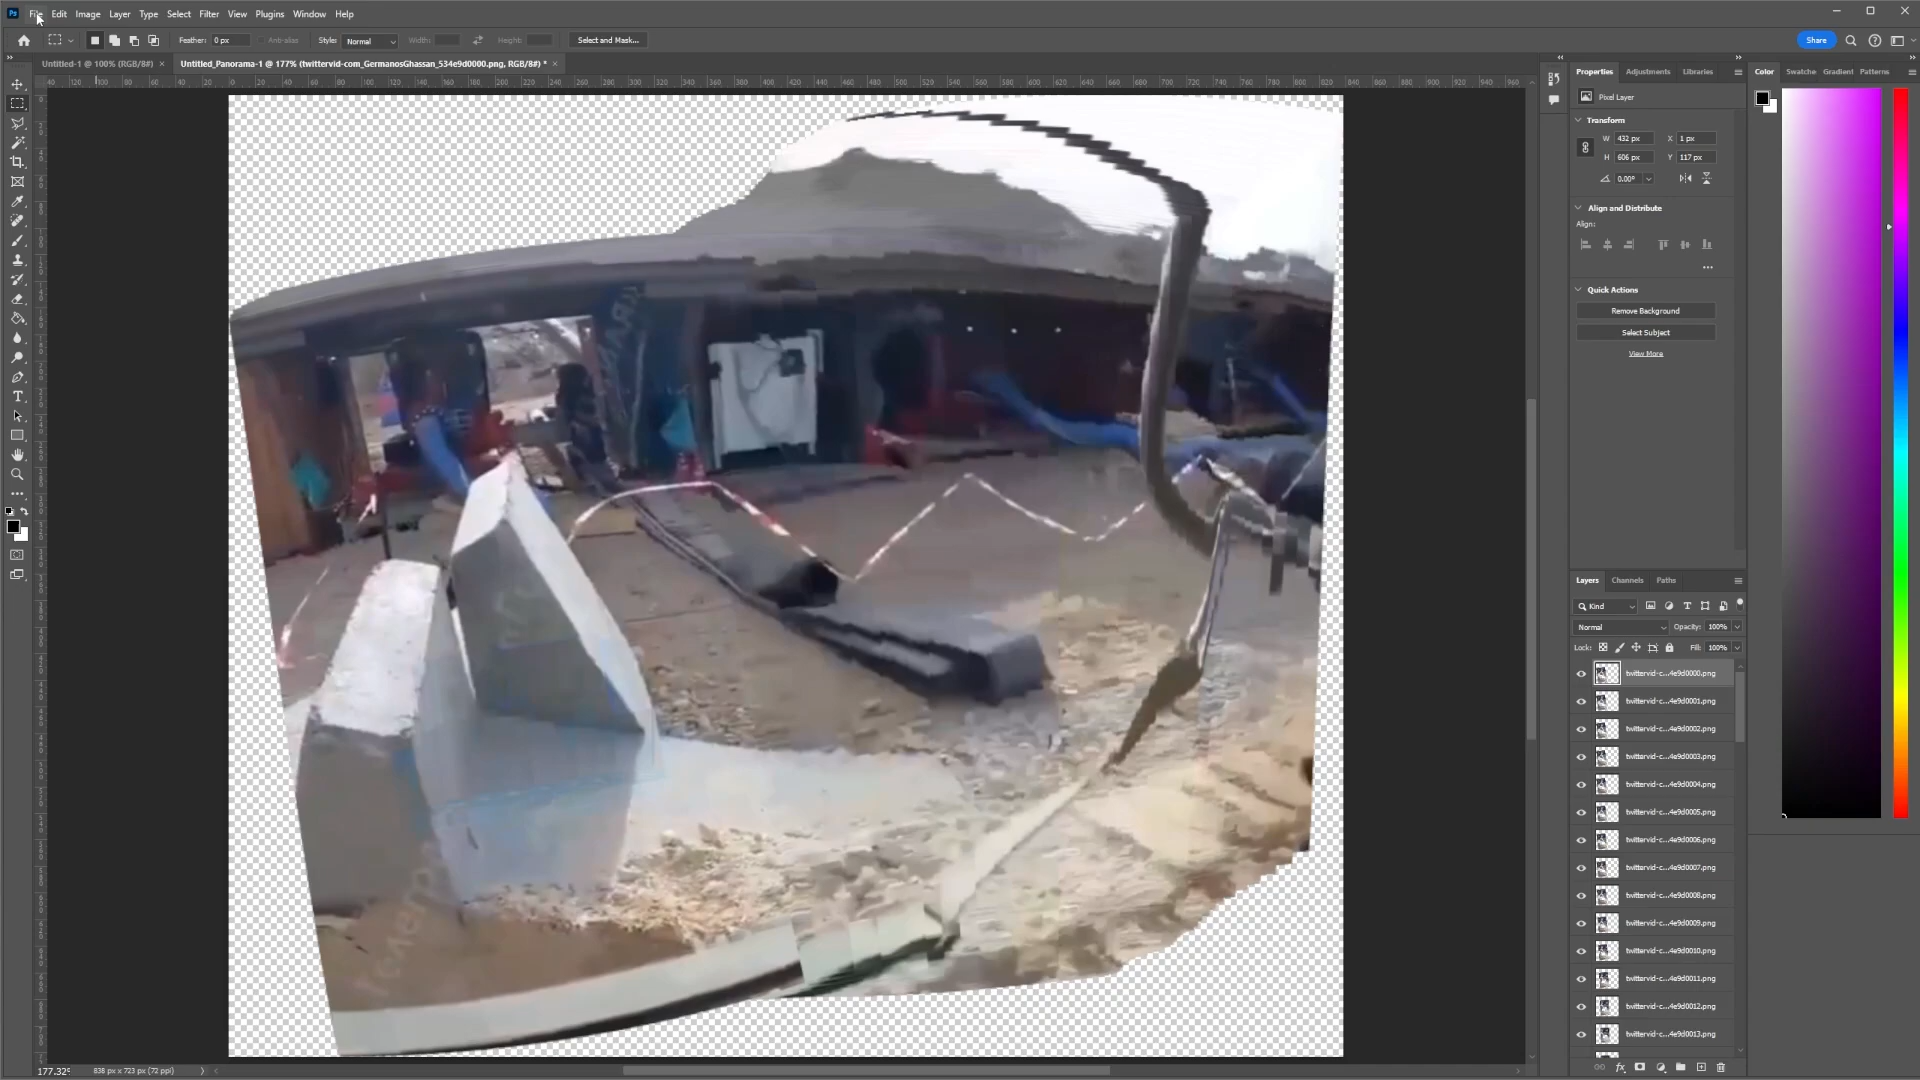 Ps File Edit Image Layer Type Select Filter View Plugins Window Help
Feather: 0 px Anti-alias Style: Normal Width: Height: Select and Mask... Share
Untitled-1 @ 100% (RGB/8#) × Untitled_Panorama-1 @ 177% (twittervid-com_GermanosGhassan_534e9d0000.png, RGB/8#) * ×
Properties Adjustments Libraries
Color Swatche Gradient Patterns
Pixel Layer
Transform
W 432 px X 1 px
H 606 px Y 117 px
0.00°
Align and Distribute
Align:
Quick Actions
Remove Background
Select Subject
View More
Layers Channels Paths
Kind
Normal Opacity: 100%
Lock: Fill: 100%
twittervid-c...4e9d0000.png
twittervid-c...4e9d0001.png
twittervid-c...4e9d0002.png
twittervid-c...4e9d0003.png
twittervid-c...4e9d0004.png
twittervid-c...4e9d0005.png
twittervid-c...4e9d0006.png
twittervid-c...4e9d0007.png
twittervid-c...4e9d0008.png
twittervid-c...4e9d0009.png
twittervid-c...4e9d0010.png
twittervid-c...4e9d0011.png
twittervid-c...4e9d0012.png
twittervid-c...4e9d0013.png
177.32% 838 px x 723 px (72 ppi)